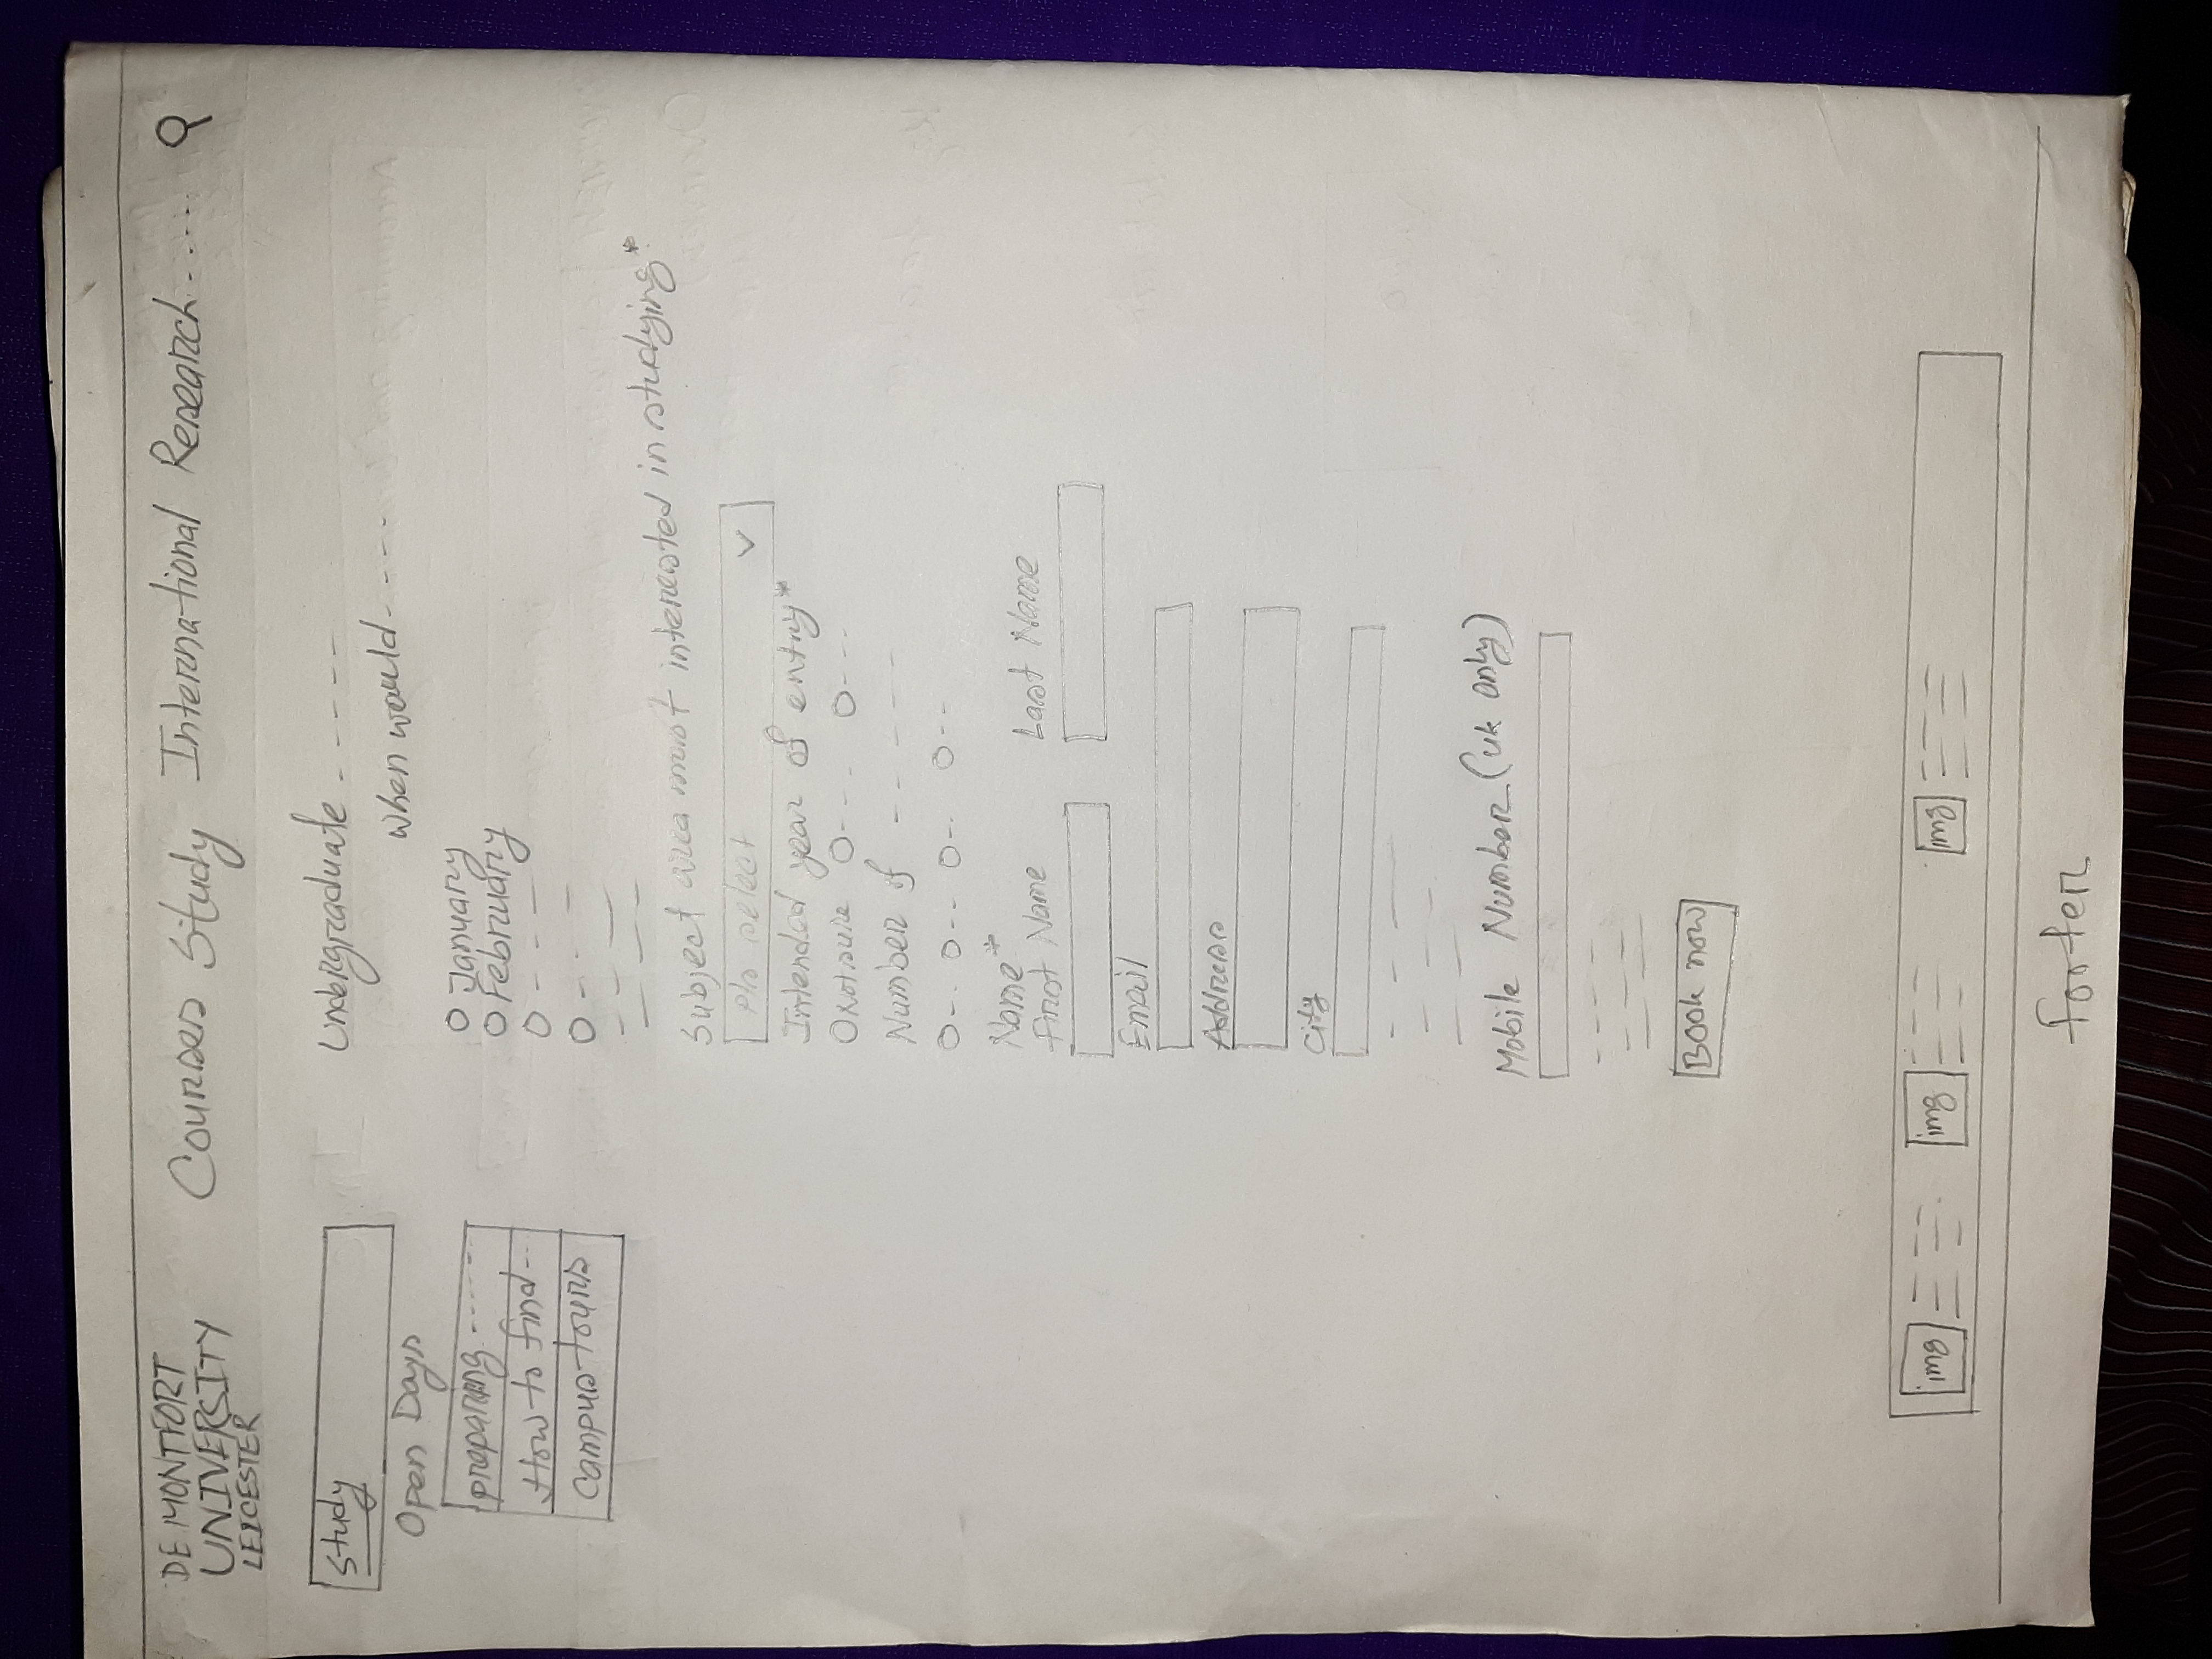 DE MONTFORT
UNIVERSITY
LEICESTER
Courses Study International Research.....
Study
Open Days
preparing ------
How to find--
campus tours
Undergraduate -----
When would----
January
February
Subject area most interested in studying*
Pls select
Intended year of entry*
Not sure
Number of -----
Name*
First Name Last Name
Email
Address
City
Mobile Number (uk only)
Book now
img img img
footer